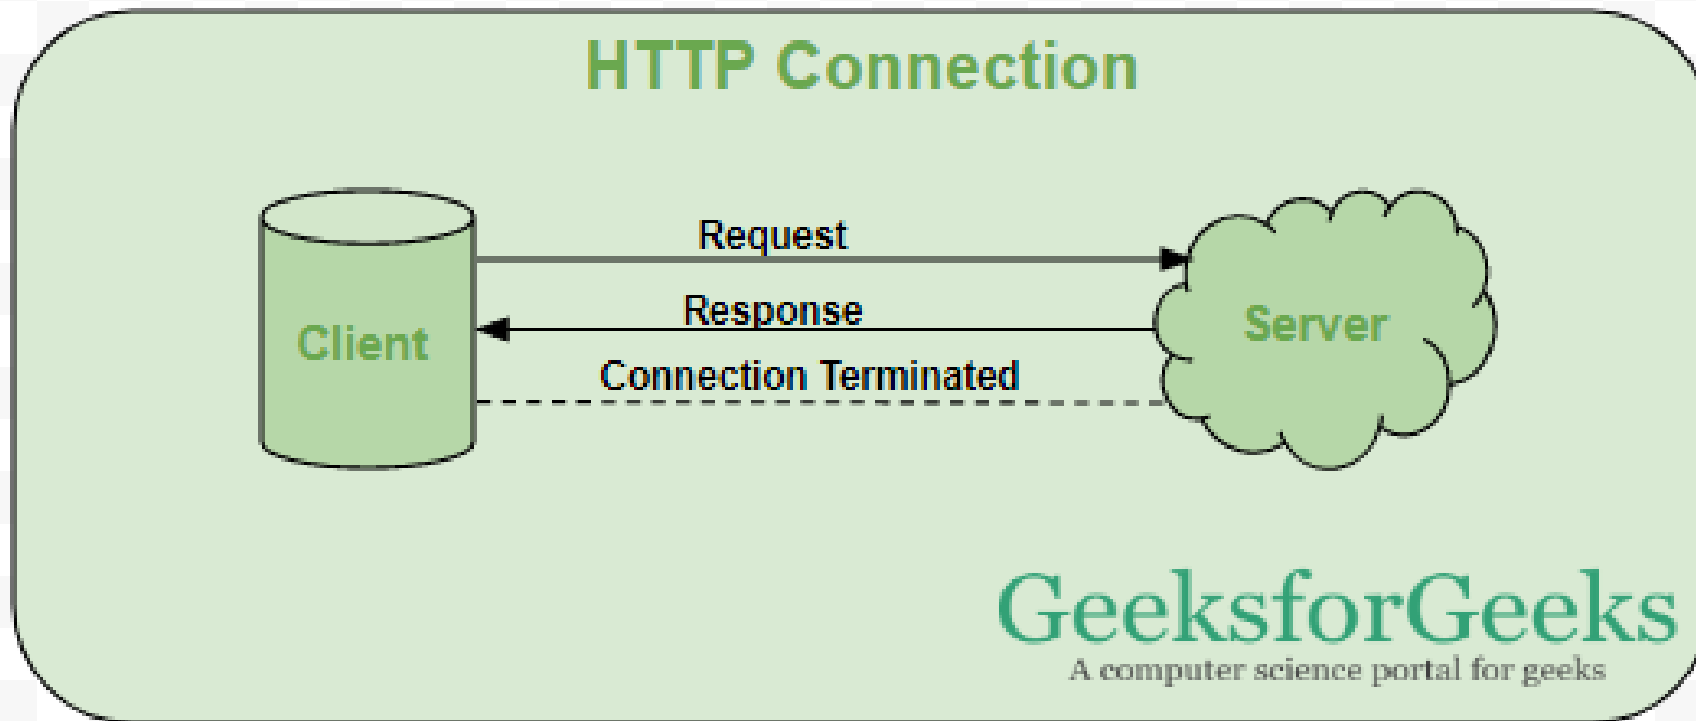 HTTP Connection
Request
Response
Client
Server
Connection Terminated
GeeksforGeeks
A computer science portal for geeks